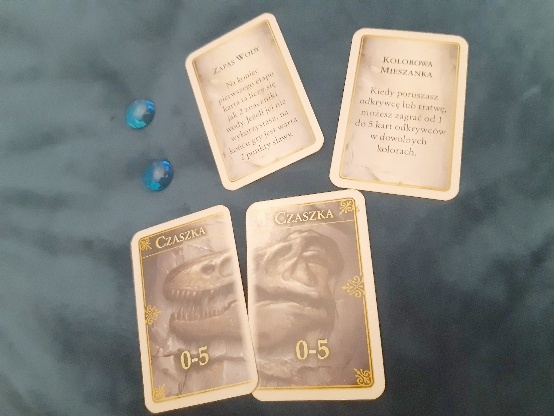 Zapas Wody
Na koniec
pierwszego etapu
karta ta liczy się
jak 2 znaczniki
wody. Jeżeli jej nie
wykorzystasz, na
końcu gry jest warta
2 punkty sławy.
Kolorowa
Mieszanka
Kiedy poruszasz
odkrywcę lub tratwę,
możesz zagrać od 1
do 5 kart odkrywców
w dowolnych
kolorach.
Czaszka
0-5
Czaszka
0-5